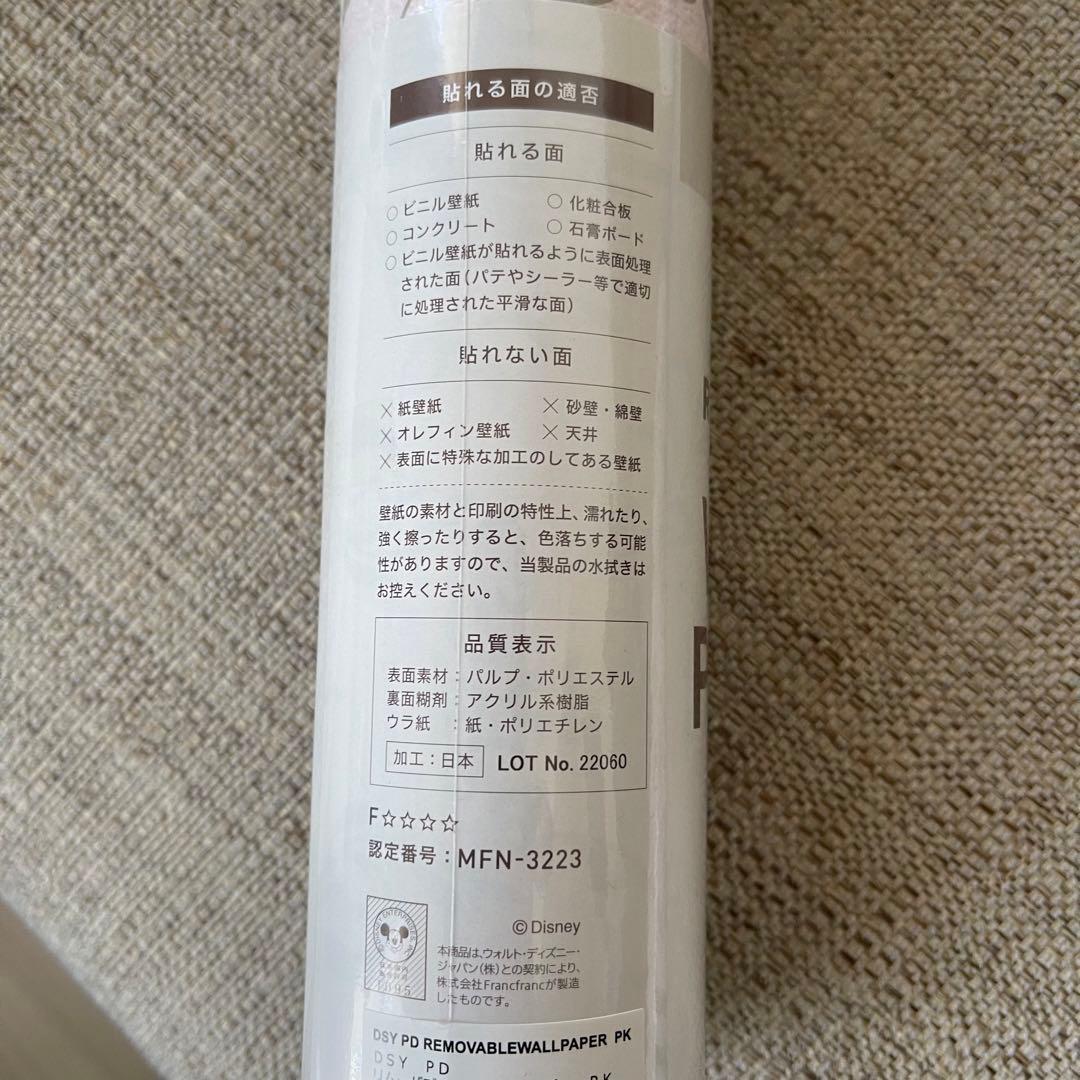 貼れる面の適否
貼れる面
○ ビニル壁紙 ○ 化粧合板
○ コンクリート ○ 石膏ボード
○ ビニル壁紙が貼れるように表面処理
された面（パテやシーラー等で適切
に処理された平滑な面）
貼れない面
× 紙壁紙 × 砂壁・綿壁
× オレフィン壁紙 × 天井
× 表面に特殊な加工のしてある壁紙
壁紙の素材と印刷の特性上、濡れたり、
強く擦ったりすると、色落ちする可能
性がありますので、当製品の水拭きは
お控えください。
品質表示
表面素材：パルプ・ポリエステル
裏面糊剤：アクリル系樹脂
ウラ紙　：紙・ポリエチレン
加工：日本 LOT No. 22060
F☆☆☆☆
認定番号：MFN-3223
©Disney
本商品は、ウォルト・ディズニー・
ジャパン（株）との契約により、
株式会社Francfrancが製造
したものです。
DSY PD REMOVABLEWALLPAPER PK
DSY PD